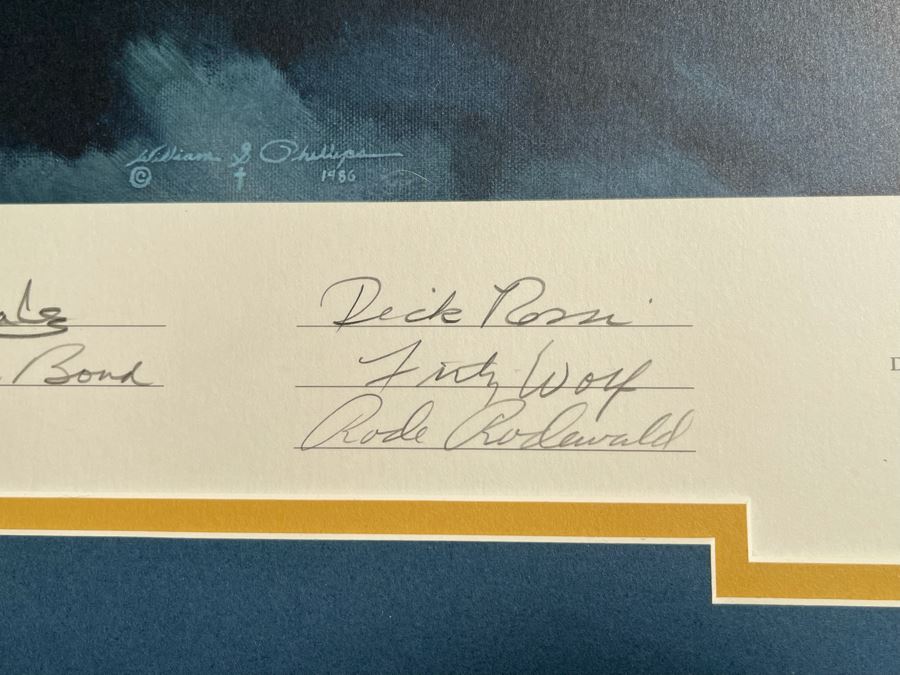 William S Phillips
© 1986
Dick Rossi
Bond
Fritz Wolf
Rode Rodewald
D